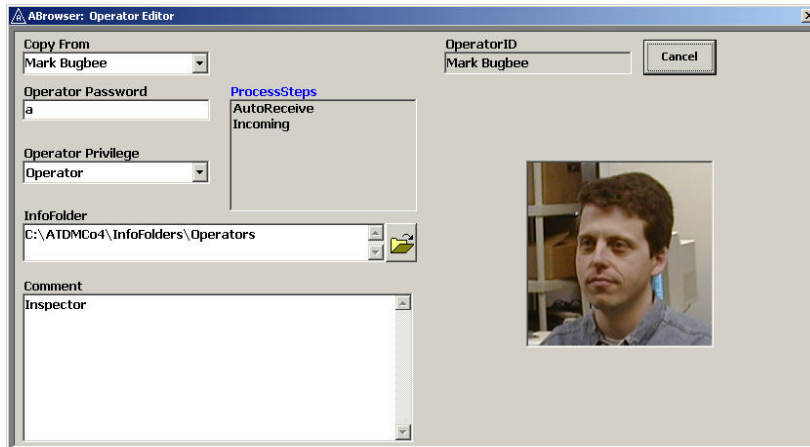 ABrowser: Operator Editor
Copy From
Mark Bugbee
OperatorID
Mark Bugbee
Cancel
Operator Password
a
ProcessSteps
AutoReceive
Incoming
Operator Privilege
Operator
InfoFolder
C:\ATDMCo4\InfoFolders\Operators
Comment
Inspector